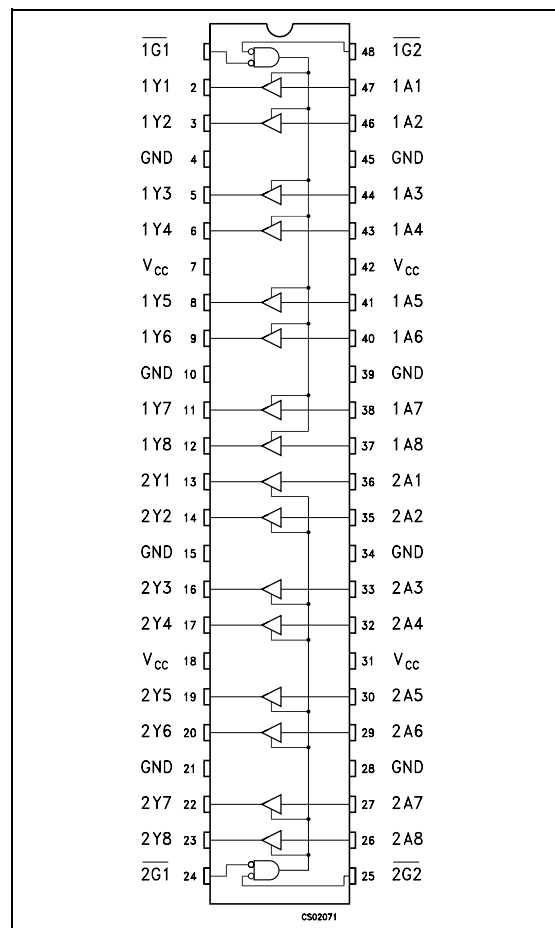 1G1 48 1G2
1Y1 2 47 1A1
1Y2 3 46 1A2
GND 4 45 GND
1Y3 5 44 1A3
1Y4 6 43 1A4
VCC 7 42 VCC
1Y5 8 41 1A5
1Y6 9 40 1A6
GND 10 39 GND
1Y7 11 38 1A7
1Y8 12 37 1A8
2Y1 13 36 2A1
2Y2 14 35 2A2
GND 15 34 GND
2Y3 16 33 2A3
2Y4 17 32 2A4
VCC 18 31 VCC
2Y5 19 30 2A5
2Y6 20 29 2A6
GND 21 28 GND
2Y7 22 27 2A7
2Y8 23 26 2A8
2G1 24 25 2G2
CS02071